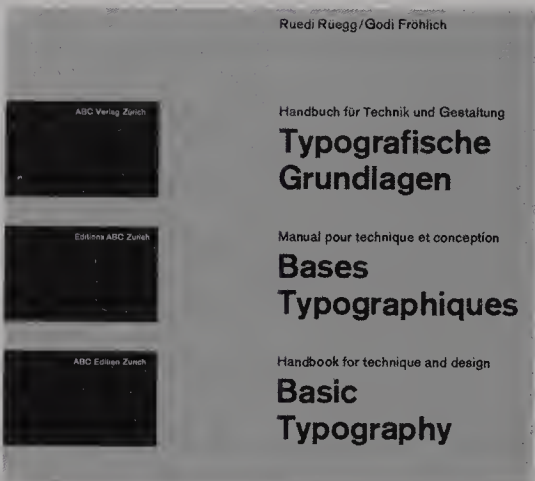 Ruedi Rüegg/Godi Fröhlich
ABC Verlag Zürich
Handbuch für Technik und Gestaltung
Typografische
Grundlagen
Editions ABC Zurich
Manual pour technique et conception
Bases
Typographiques
ABC Edition Zurich
Handbook for technique and design
Basic
Typography